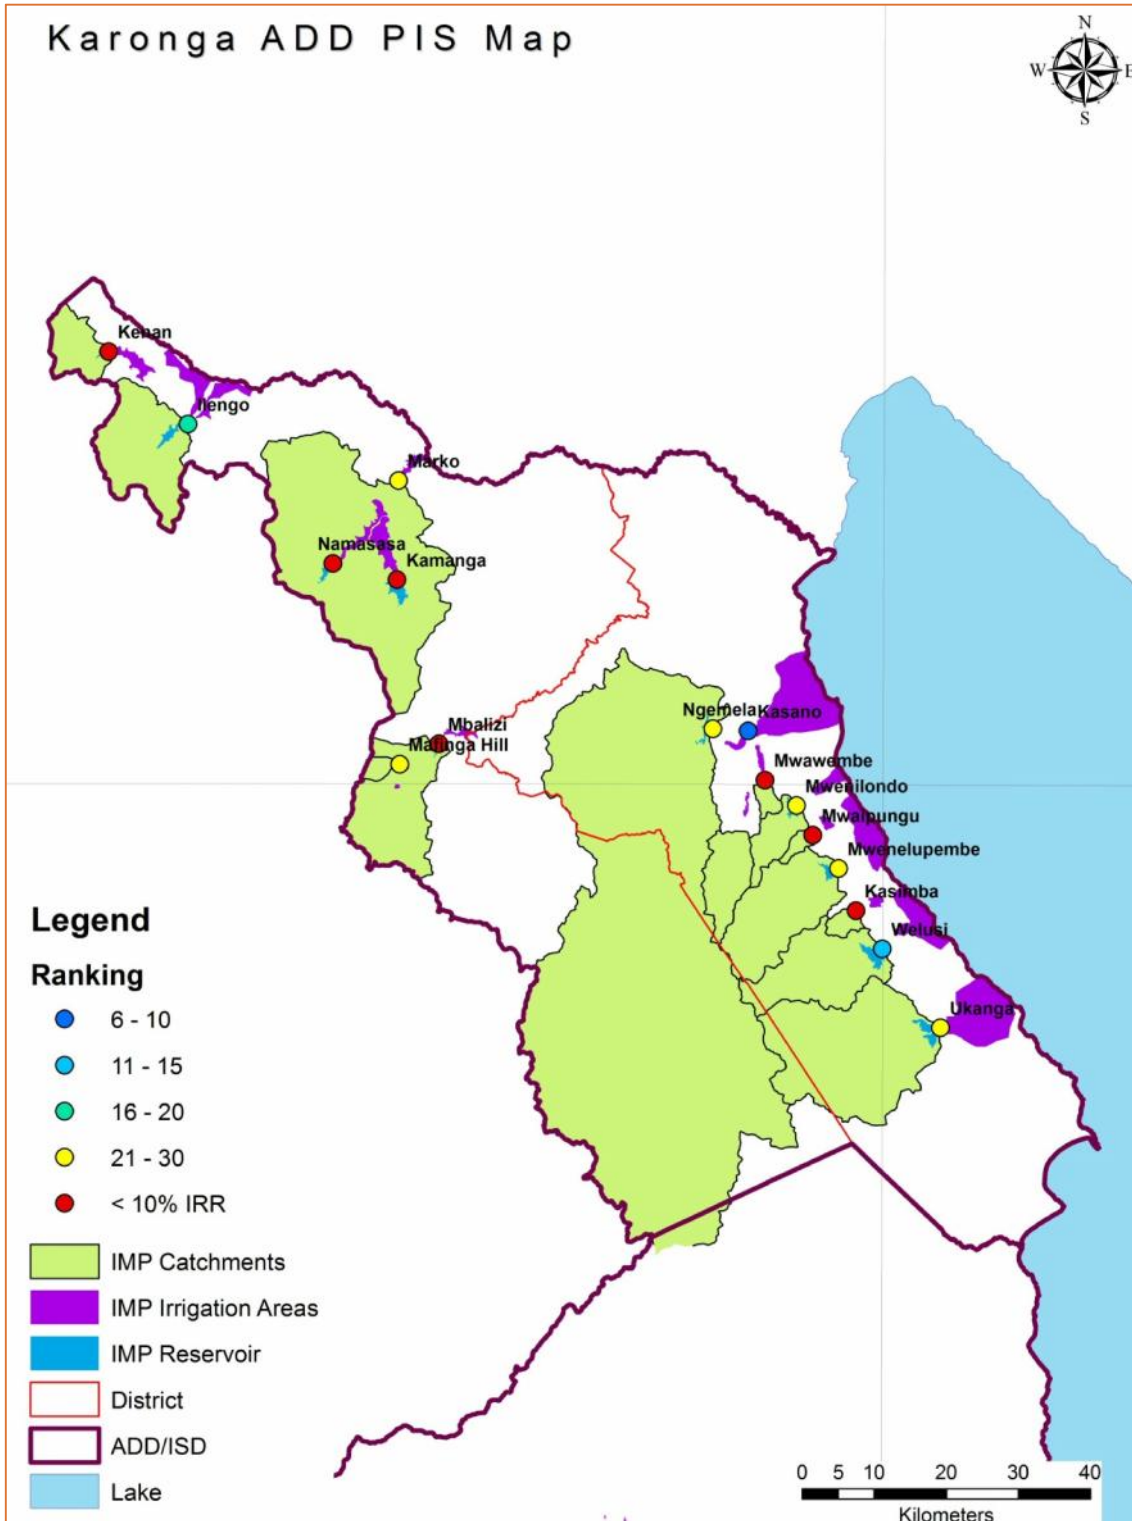 Karonga ADD PIS Map
N
W
E
S
Kenan
Ilengo
Marko
Namasasa
Kamanga
Mbalizi
Mafinga Hill
Ngemela
Kasano
Mwawembe
Mwenilondo
Mwaipungu
Mwenelupembe
Kasimba
Welusi
Ukanga
Legend
Ranking
6 - 10
11 - 15
16 - 20
21 - 30
< 10% IRR
IMP Catchments
IMP Irrigation Areas
IMP Reservoir
District
ADD/ISD
Lake
0 5 10 20 30 40
Kilometers